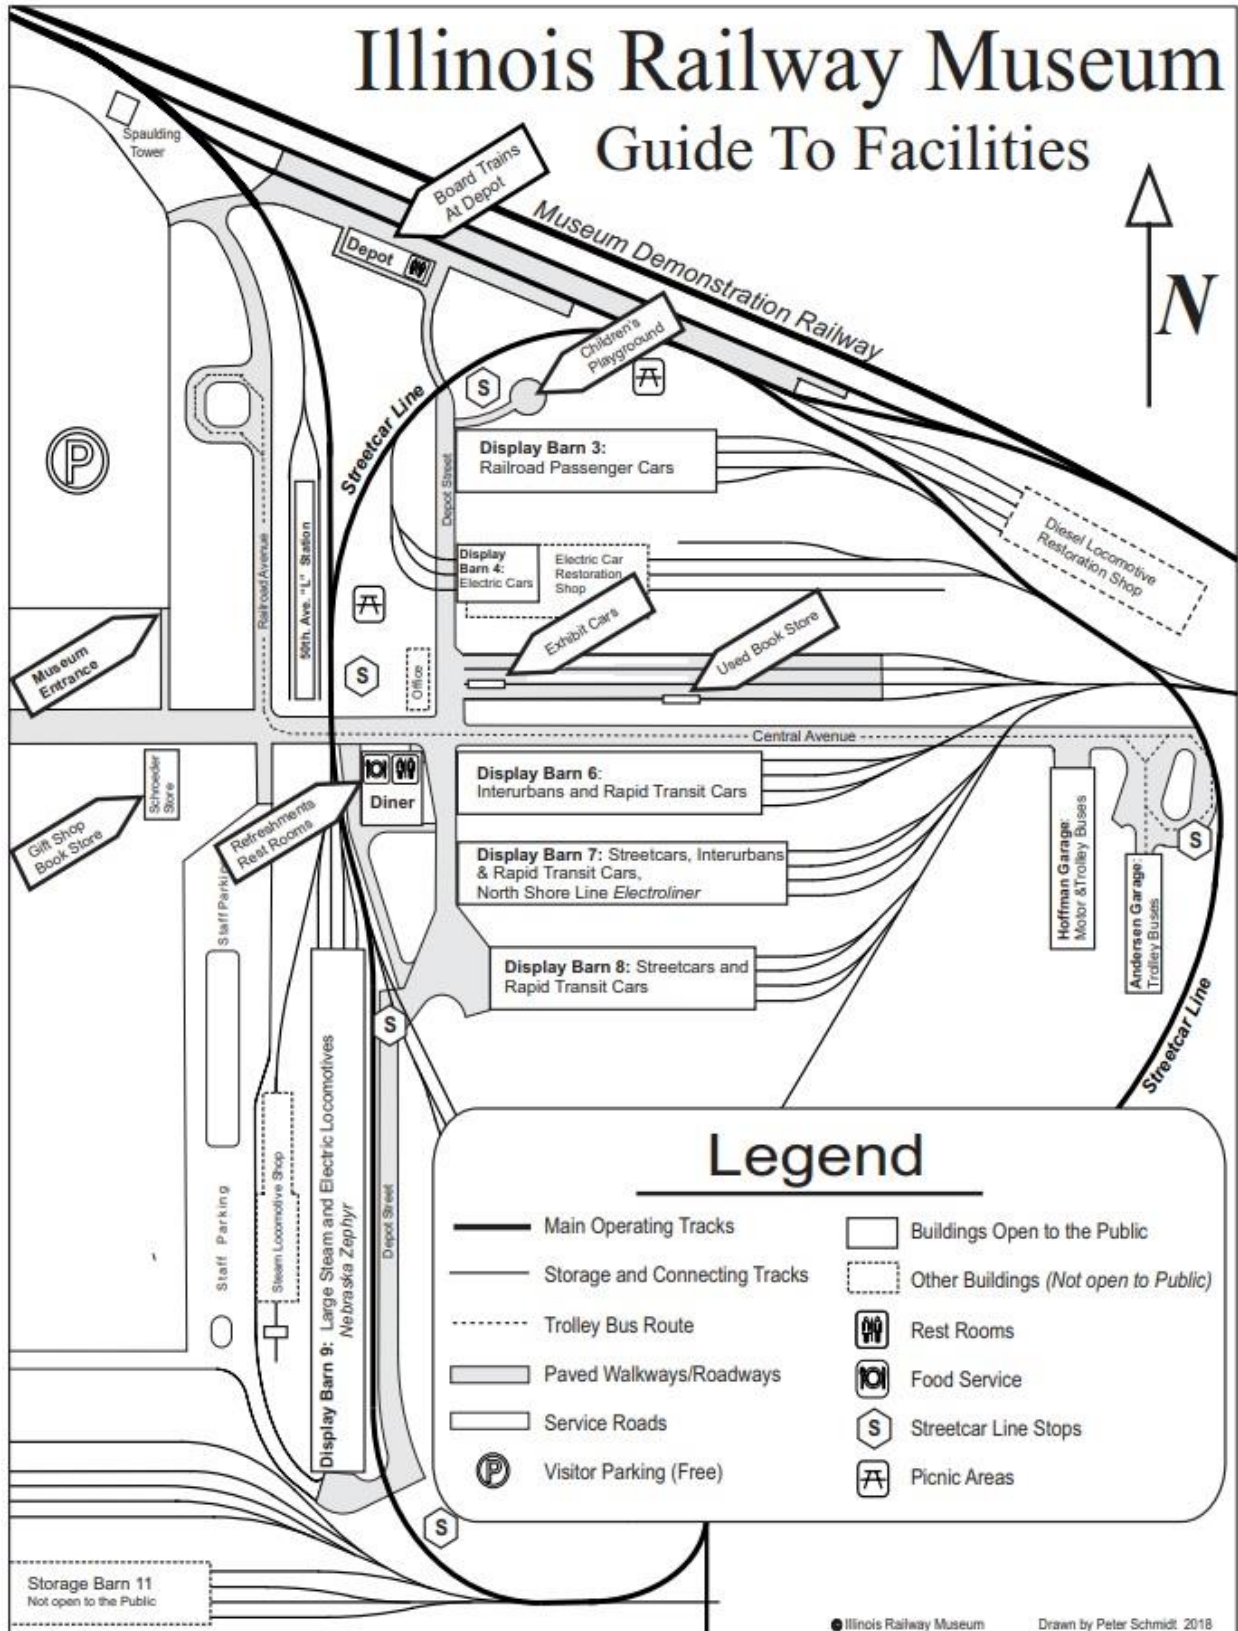 Illinois Railway Museum
Guide To Facilities
Spaulding
Tower
Board Trains
At Depot
Museum Demonstration Railway
N
Depot
Children's
Playgroound
S
Streetcar Line
P
Display Barn 3:
Railroad Passenger Cars
Depot Street
50th. Ave. "L" Station
Railroad Avenue
Display
Barn 4:
Electric Cars
Electric Car
Restoration
Shop
Diesel Locomotive
Restoration Shop
Exhibit Cars
Used Book Store
Museum
Entrance
S
Office
Central Avenue
Schroeder
Store
Gift Shop
Book Store
Refreshments
Rest Rooms
Diner
Display Barn 6:
Interurbans and Rapid Transit Cars
Display Barn 7: Streetcars, Interurbans
& Rapid Transit Cars,
North Shore Line Electroliner
Hoffman Garage:
Motor &Trolley Buses
Andersen Garage:
Trolley Buses
S
Staff Parking
Display Barn 8: Streetcars and
Rapid Transit Cars
S
Streetcar Line
Steam Locomotive Shop
Staff Parking
Display Barn 9: Large Steam and Electric Locomotives
Nebraska Zephyr
Depot Street
S
Legend
Main Operating Tracks
Storage and Connecting Tracks
Trolley Bus Route
Paved Walkways/Roadways
Service Roads
P Visitor Parking (Free)
Buildings Open to the Public
Other Buildings (Not open to Public)
Rest Rooms
Food Service
S Streetcar Line Stops
Picnic Areas
Storage Barn 11
Not open to the Public
© Illinois Railway Museum
Drawn by Peter Schmidt 2018